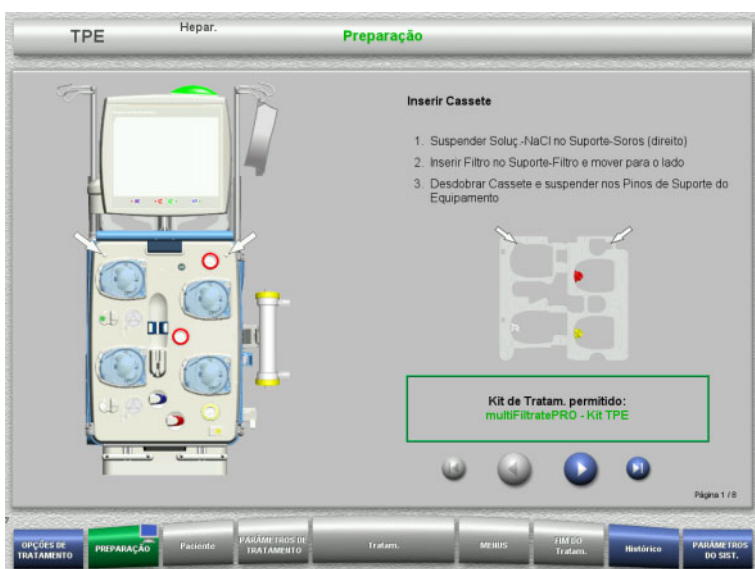 TPE
Hepar.
Preparação
Inserir Cassete
1. Suspender Soluç.-NaCl no Suporte-Soros (direito)
2. Inserir Filtro no Suporte-Filtro e mover para o lado
3. Desdobrar Cassete e suspender nos Pinos de Suporte do
Equipamento
Kit de Tratam. permitido:
multiFiltratePRO - Kit TPE
Página 1 / 8
OPÇÕES DE
TRATAMENTO
PREPARAÇÃO
Paciente
PARÂMETROS DE
TRATAMENTO
Tratam.
MENUS
FIM DO
Tratam.
Histórico
PARÂMETROS
DO SIST.